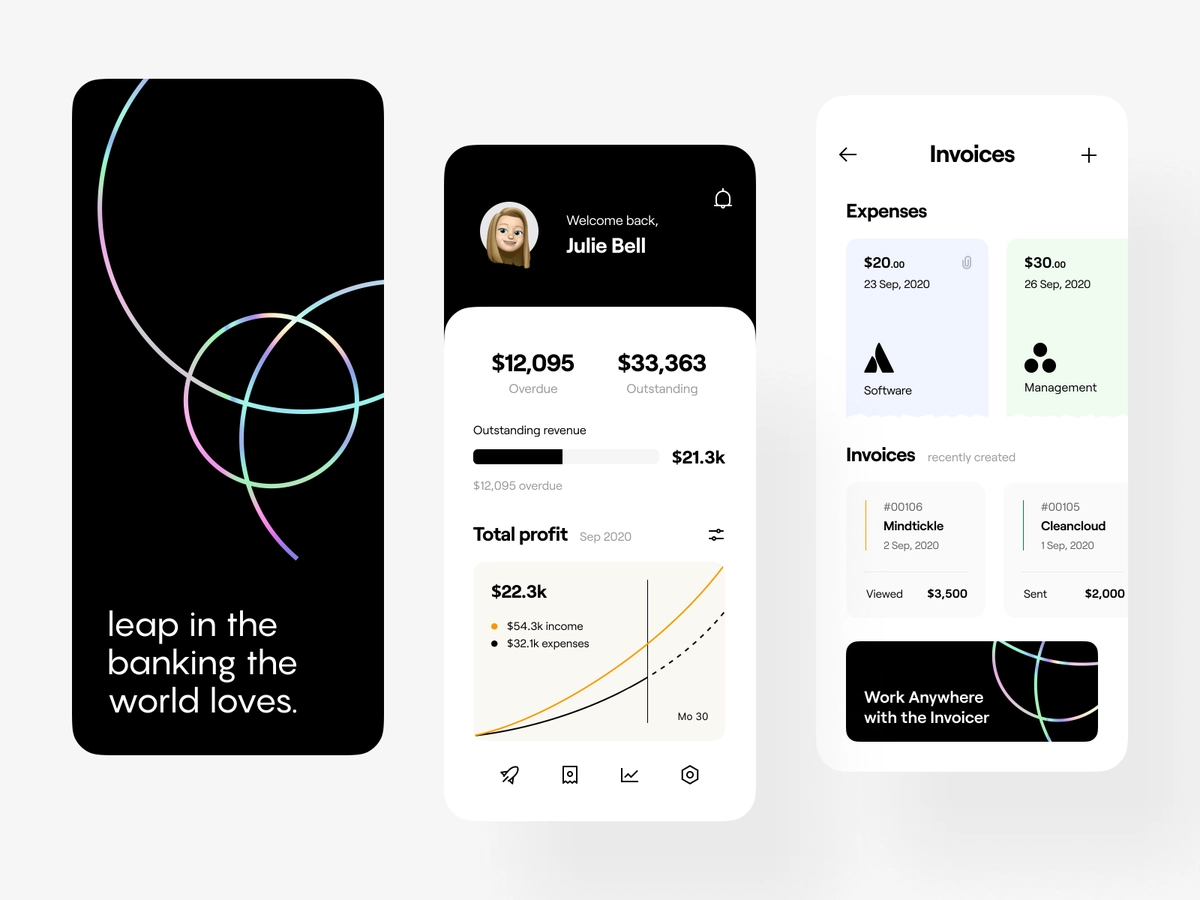 leap in the
banking the
world loves.
Welcome back,
Julie Bell
$12,095
Overdue
$33,363
Outstanding
Outstanding revenue
$21.3k
$12,095 overdue
Total profit Sep 2020
$22.3k
$54.3k income
$32.1k expenses
Mo 30
Invoices
Expenses
$20.00
23 Sep, 2020
Software
$30.00
26 Sep, 2020
Management
Invoices recently created
#00106
Mindtickle
2 Sep, 2020
Viewed $3,500
#00105
Cleancloud
1 Sep, 2020
Sent $2,000
Work Anywhere
with the Invoicer